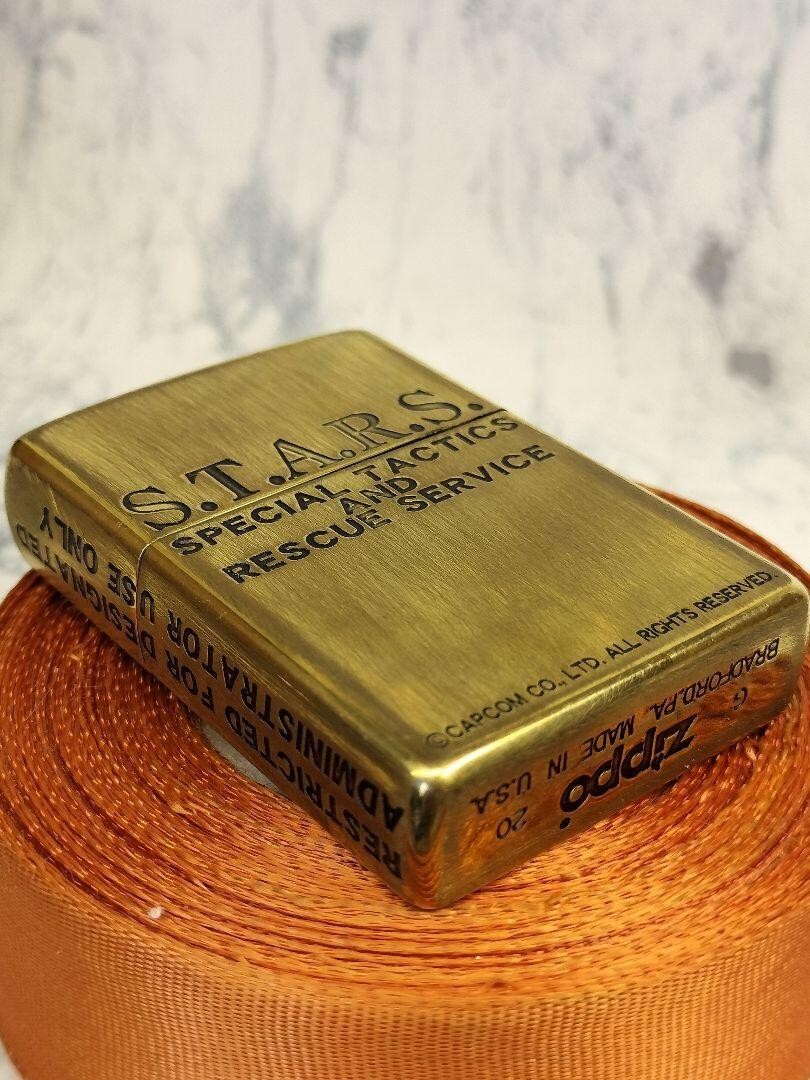 S.T.A.R.S.
SPECIAL TACTICS
AND
RESCUE SERVICE
©CAPCOM CO., LTD. ALL RIGHTS RESERVED.
RESTRICTED FOR DESIGNATED
ADMINISTRATOR USE ONLY
G 20
BRADFORD, PA. MADE IN U.S.A.
zippo